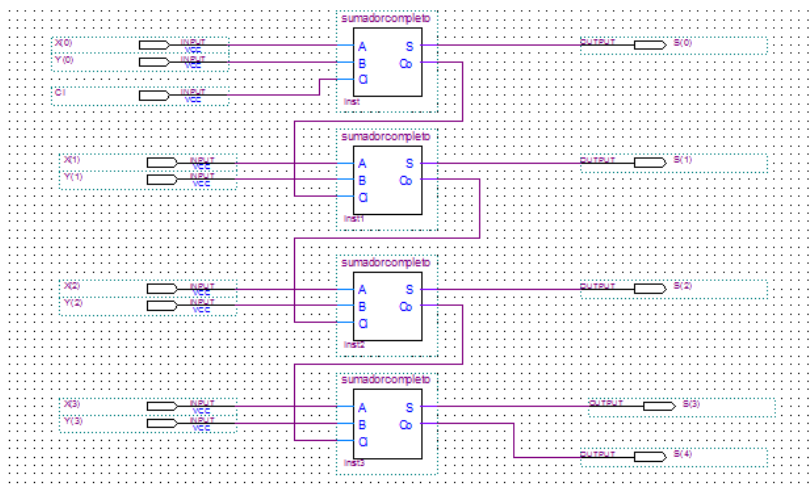 sumadorcompleto
X(0) INPUT VCC A S OUTPUT S(0)
Y(0) INPUT VCC B Co
CI INPUT VCC CI
inst
sumadorcompleto
X(1) INPUT VCC A S OUTPUT S(1)
Y(1) INPUT VCC B Co
CI
inst1
sumadorcompleto
X(2) INPUT VCC A S OUTPUT S(2)
Y(2) INPUT VCC B Co
CI
inst2
sumadorcompleto
X(3) INPUT VCC A S OUTPUT S(3)
Y(3) INPUT VCC B Co
CI
OUTPUT S(4)
inst3